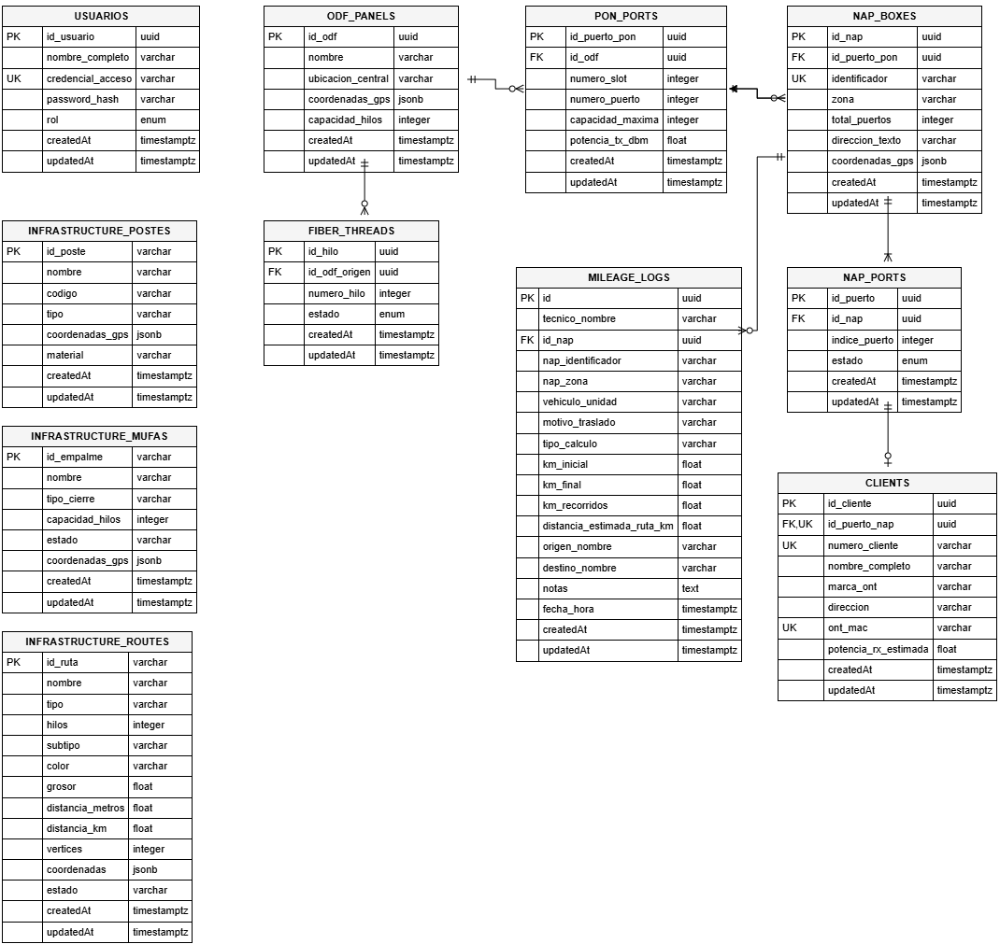 USUARIOS
PK id_usuario uuid
nombre_completo varchar
UK credencial_acceso varchar
password_hash varchar
rol enum
createdAt timestamptz
updatedAt timestamptz
ODF_PANELS
PK id_odf uuid
nombre varchar
ubicacion_central varchar
coordenadas_gps jsonb
capacidad_hilos integer
createdAt timestamptz
updatedAt timestamptz
PON_PORTS
PK id_puerto_pon uuid
FK id_odf uuid
numero_slot integer
numero_puerto integer
capacidad_maxima integer
potencia_tx_dbm float
createdAt timestamptz
updatedAt timestamptz
NAP_BOXES
PK id_nap uuid
FK id_puerto_pon uuid
UK identificador varchar
zona varchar
total_puertos integer
direccion_texto varchar
coordenadas_gps jsonb
createdAt timestamptz
updatedAt timestamptz
INFRASTRUCTURE_POSTES
PK id_poste varchar
nombre varchar
codigo varchar
tipo varchar
coordenadas_gps jsonb
material varchar
createdAt timestamptz
updatedAt timestamptz
FIBER_THREADS
PK id_hilo uuid
FK id_odf_origen uuid
numero_hilo integer
estado enum
createdAt timestamptz
updatedAt timestamptz
MILEAGE_LOGS
PK id uuid
tecnico_nombre varchar
FK id_nap uuid
nap_identificador varchar
nap_zona varchar
vehiculo_unidad varchar
motivo_traslado varchar
tipo_calculo varchar
km_inicial float
km_final float
km_recorridos float
distancia_estimada_ruta_km float
origen_nombre varchar
destino_nombre varchar
notas text
fecha_hora timestamptz
createdAt timestamptz
updatedAt timestamptz
NAP_PORTS
PK id_puerto uuid
FK id_nap uuid
indice_puerto integer
estado enum
createdAt timestamptz
updatedAt timestamptz
INFRASTRUCTURE_MUFAS
PK id_empalme varchar
nombre varchar
tipo_cierre varchar
capacidad_hilos integer
estado varchar
coordenadas_gps jsonb
createdAt timestamptz
updatedAt timestamptz
CLIENTS
PK id_cliente uuid
FK,UK id_puerto_nap uuid
UK numero_cliente varchar
nombre_completo varchar
marca_ont varchar
direccion varchar
UK ont_mac varchar
potencia_rx_estimada float
createdAt timestamptz
updatedAt timestamptz
INFRASTRUCTURE_ROUTES
PK id_ruta varchar
nombre varchar
tipo varchar
hilos integer
subtipo varchar
color varchar
grosor float
distancia_metros float
distancia_km float
vertices integer
coordenadas jsonb
estado varchar
createdAt timestamptz
updatedAt timestamptz